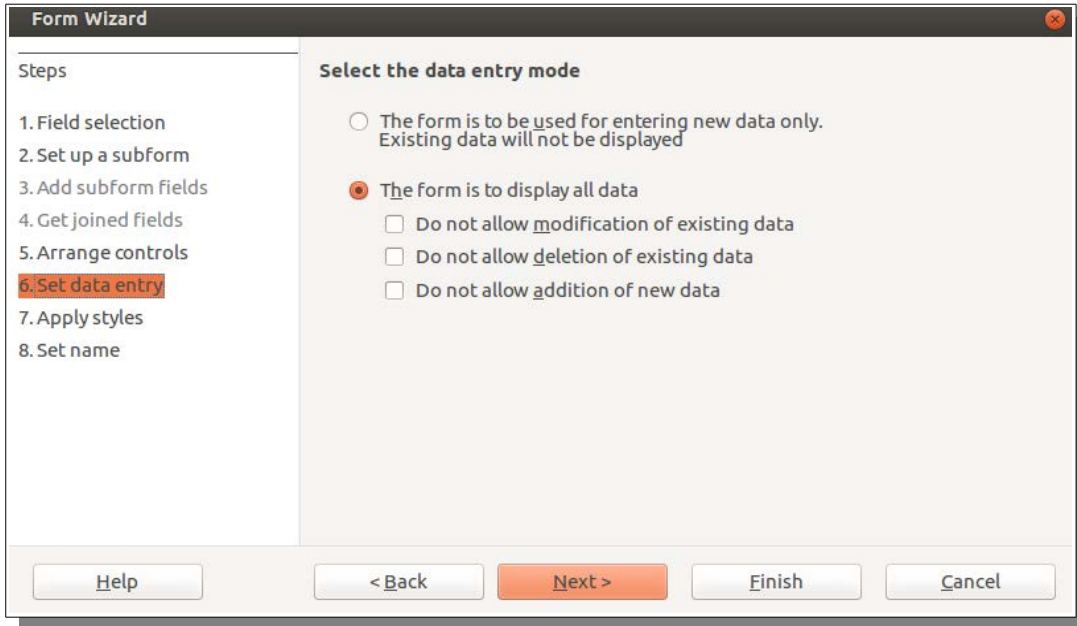 Form Wizard
Steps
1. Field selection
2. Set up a subform
3. Add subform fields
4. Get joined fields
5. Arrange controls
6. Set data entry
7. Apply styles
8. Set name
Select the data entry mode
The form is to be used for entering new data only.
Existing data will not be displayed
The form is to display all data
Do not allow modification of existing data
Do not allow deletion of existing data
Do not allow addition of new data
Help
< Back
Next >
Finish
Cancel